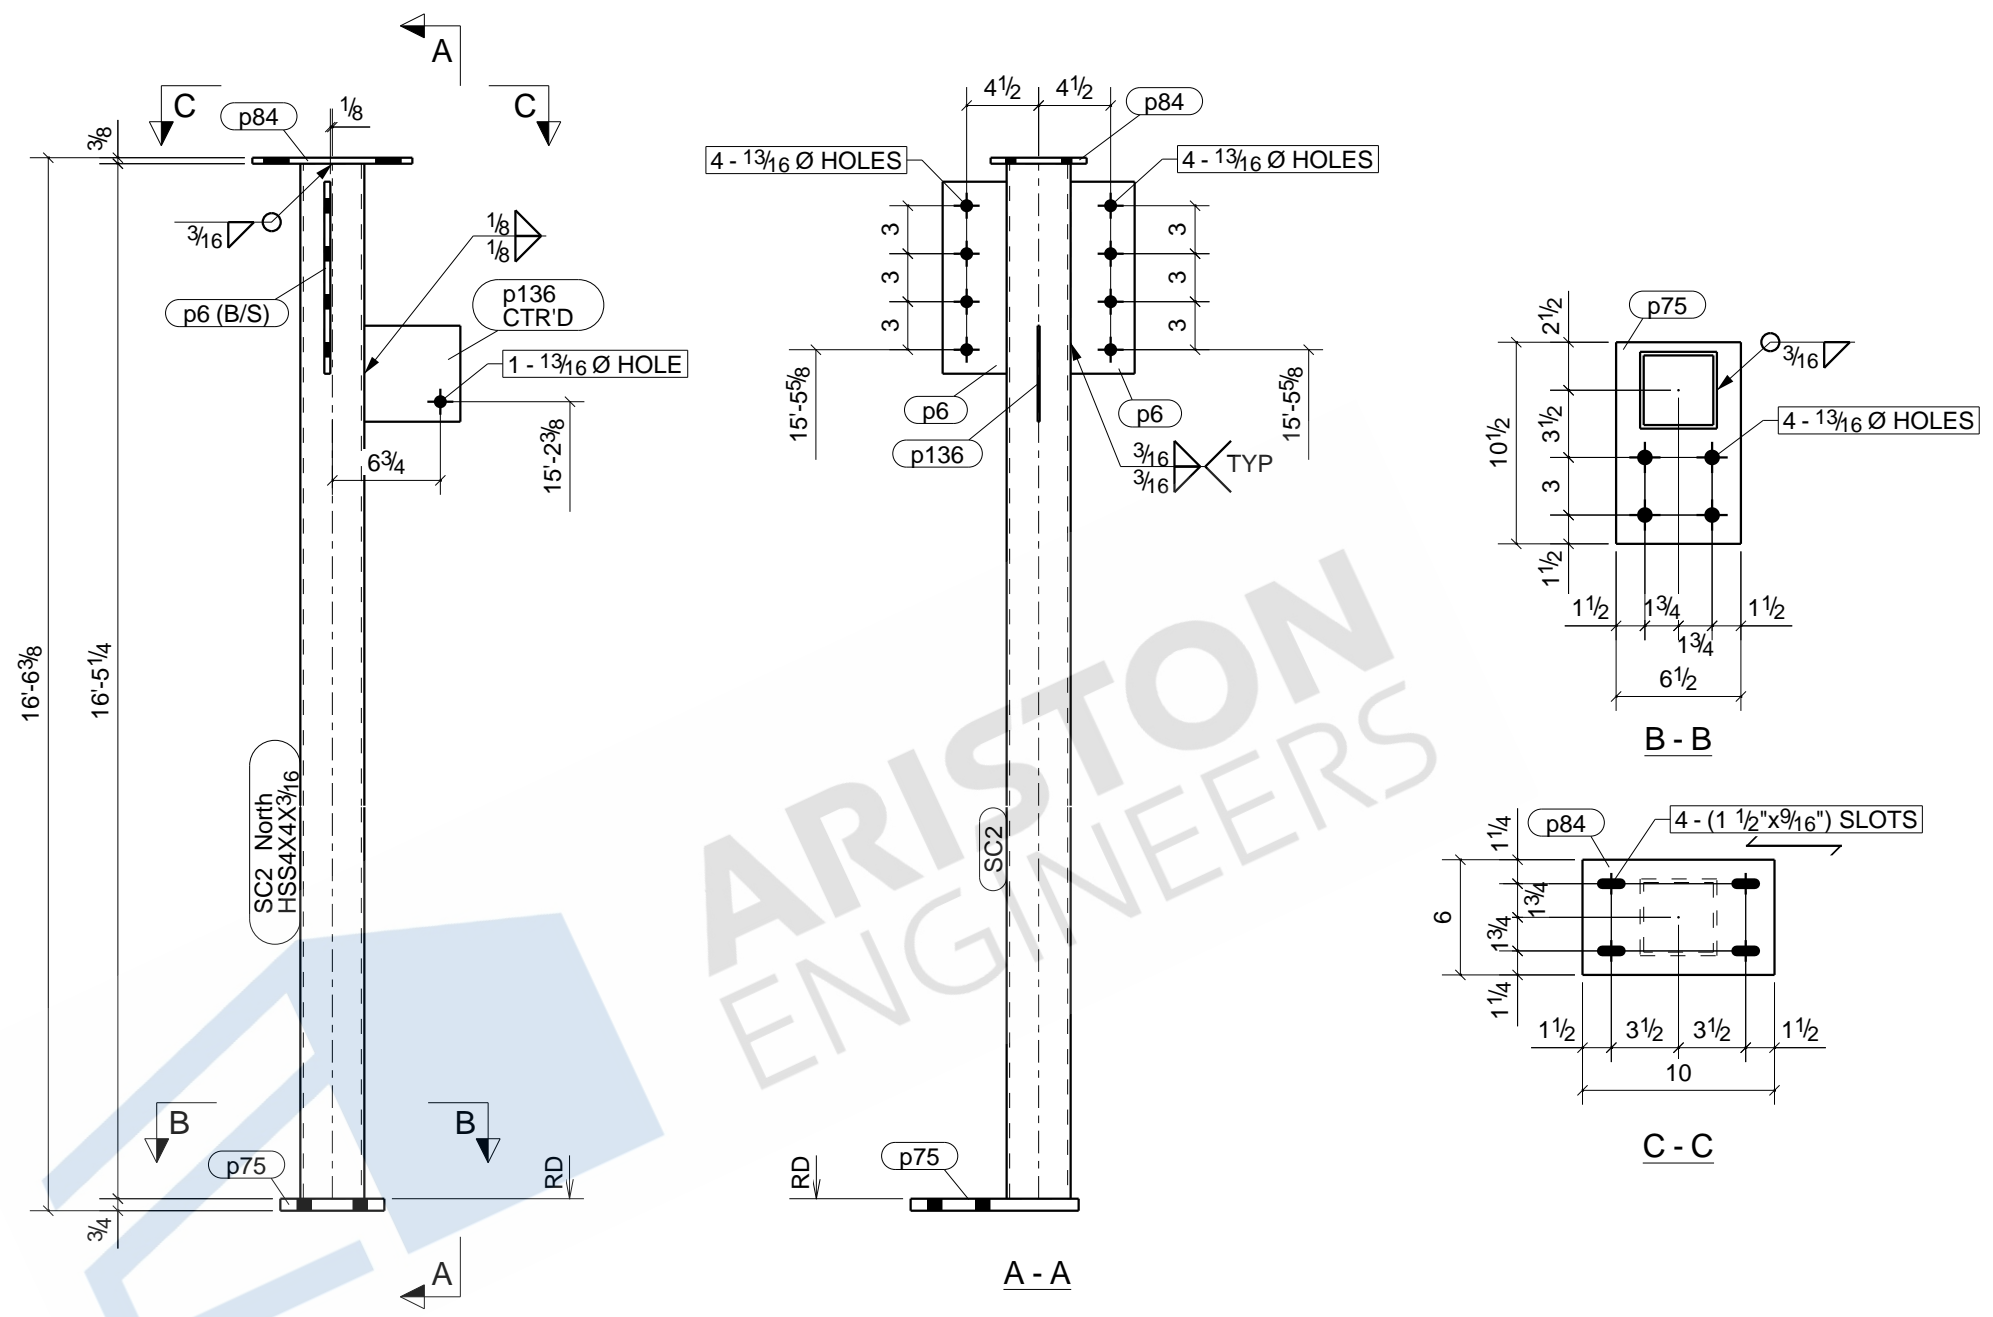 A
C
C
p84
1/8
3/8
3/16
1/8
1/8
p6 (B/S)
p136
CTR'D
1 - 13/16 Ø HOLE
6 3/4
15'-2 3/8
16'-6 3/8
16'-5 1/4
SC2 North
HSS4X4X3/16
B
B
p75
RD
3/4
A
4 1/2
4 1/2
p84
4 - 13/16 Ø HOLES
4 - 13/16 Ø HOLES
3
3
3
3
3
3
15'-5 5/8
15'-5 5/8
p6
p6
p136
3/16
3/16
TYP
SC2
ARISTON
ENGINEERS
RD
p75
A - A
p75
2 1/2
3/16
3 1/2
10 1/2
4 - 13/16 Ø HOLES
3
1 1/2
1 1/2
1 3/4
1 1/2
1 3/4
6 1/2
B - B
p84
4 - (1 1/2"x9/16") SLOTS
1 1/4
1 3/4
6
1 3/4
1 1/4
1 1/2
3 1/2
3 1/2
1 1/2
10
C - C